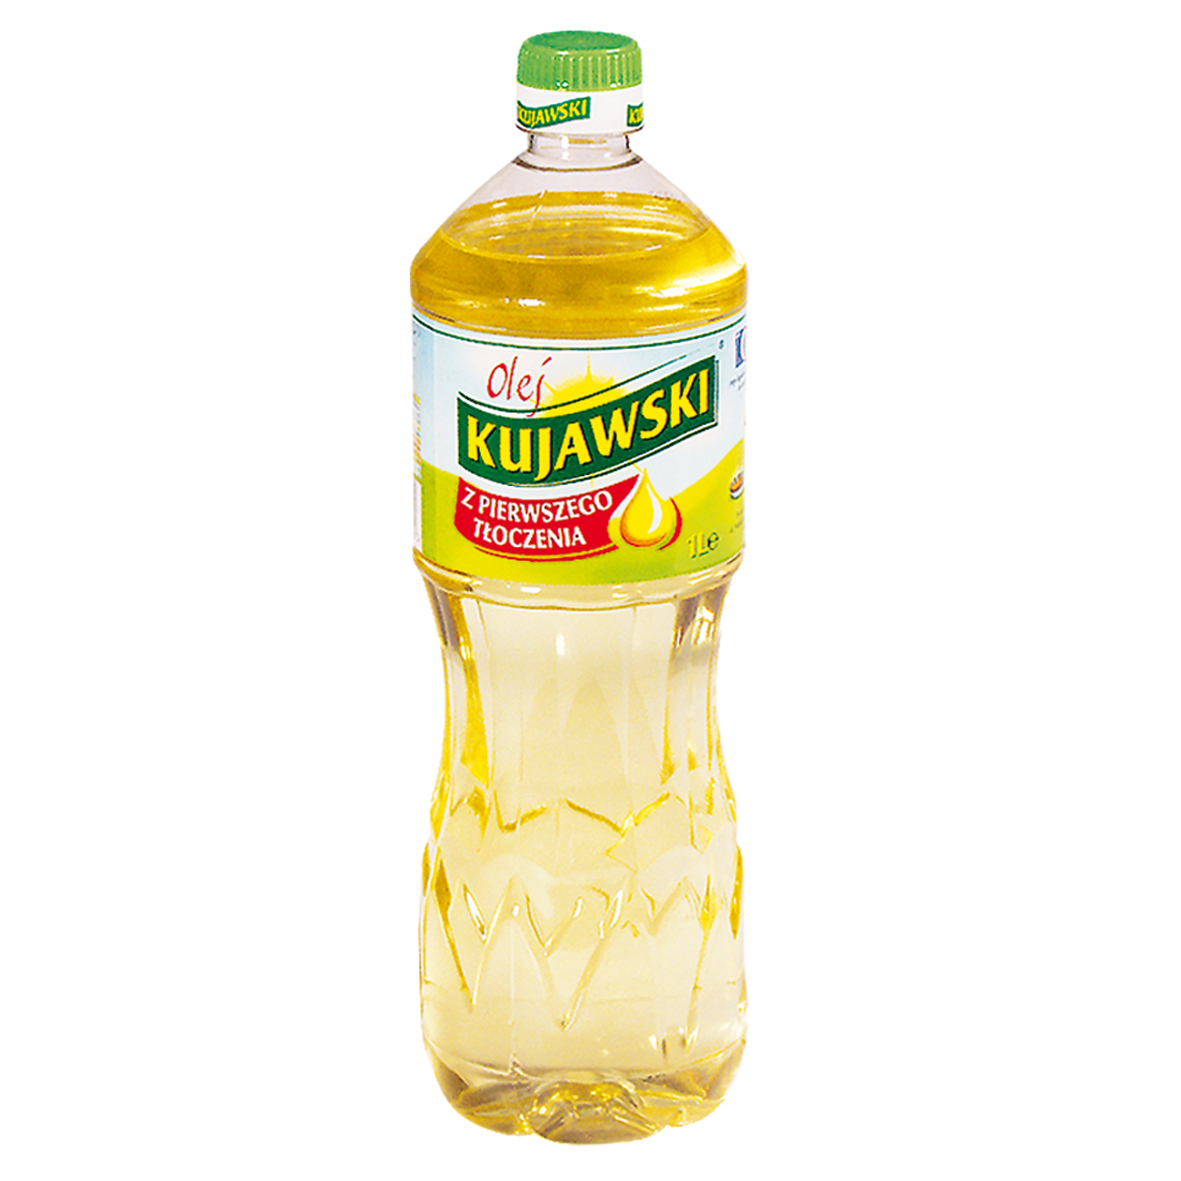 KUJAWSKI
Olej
KUJAWSKI
®
Z PIERWSZEGO
TŁOCZENIA
1L℮